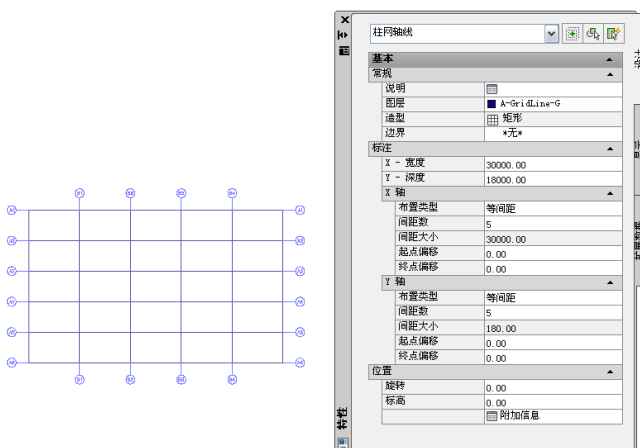 柱网轴线
基本
常规
说明
图层 A-GridLine-G
造型 矩形
边界 *无*
标注
X - 宽度 30000.00
Y - 深度 18000.00
X 轴
布置类型 等间距
间距数 5
间距大小 30000.00
起点偏移 0.00
终点偏移 0.00
Y 轴
布置类型 等间距
间距数 5
间距大小 180.00
起点偏移 0.00
终点偏移 0.00
位置
旋转 0.00
标高 0.00
附加信息
特性